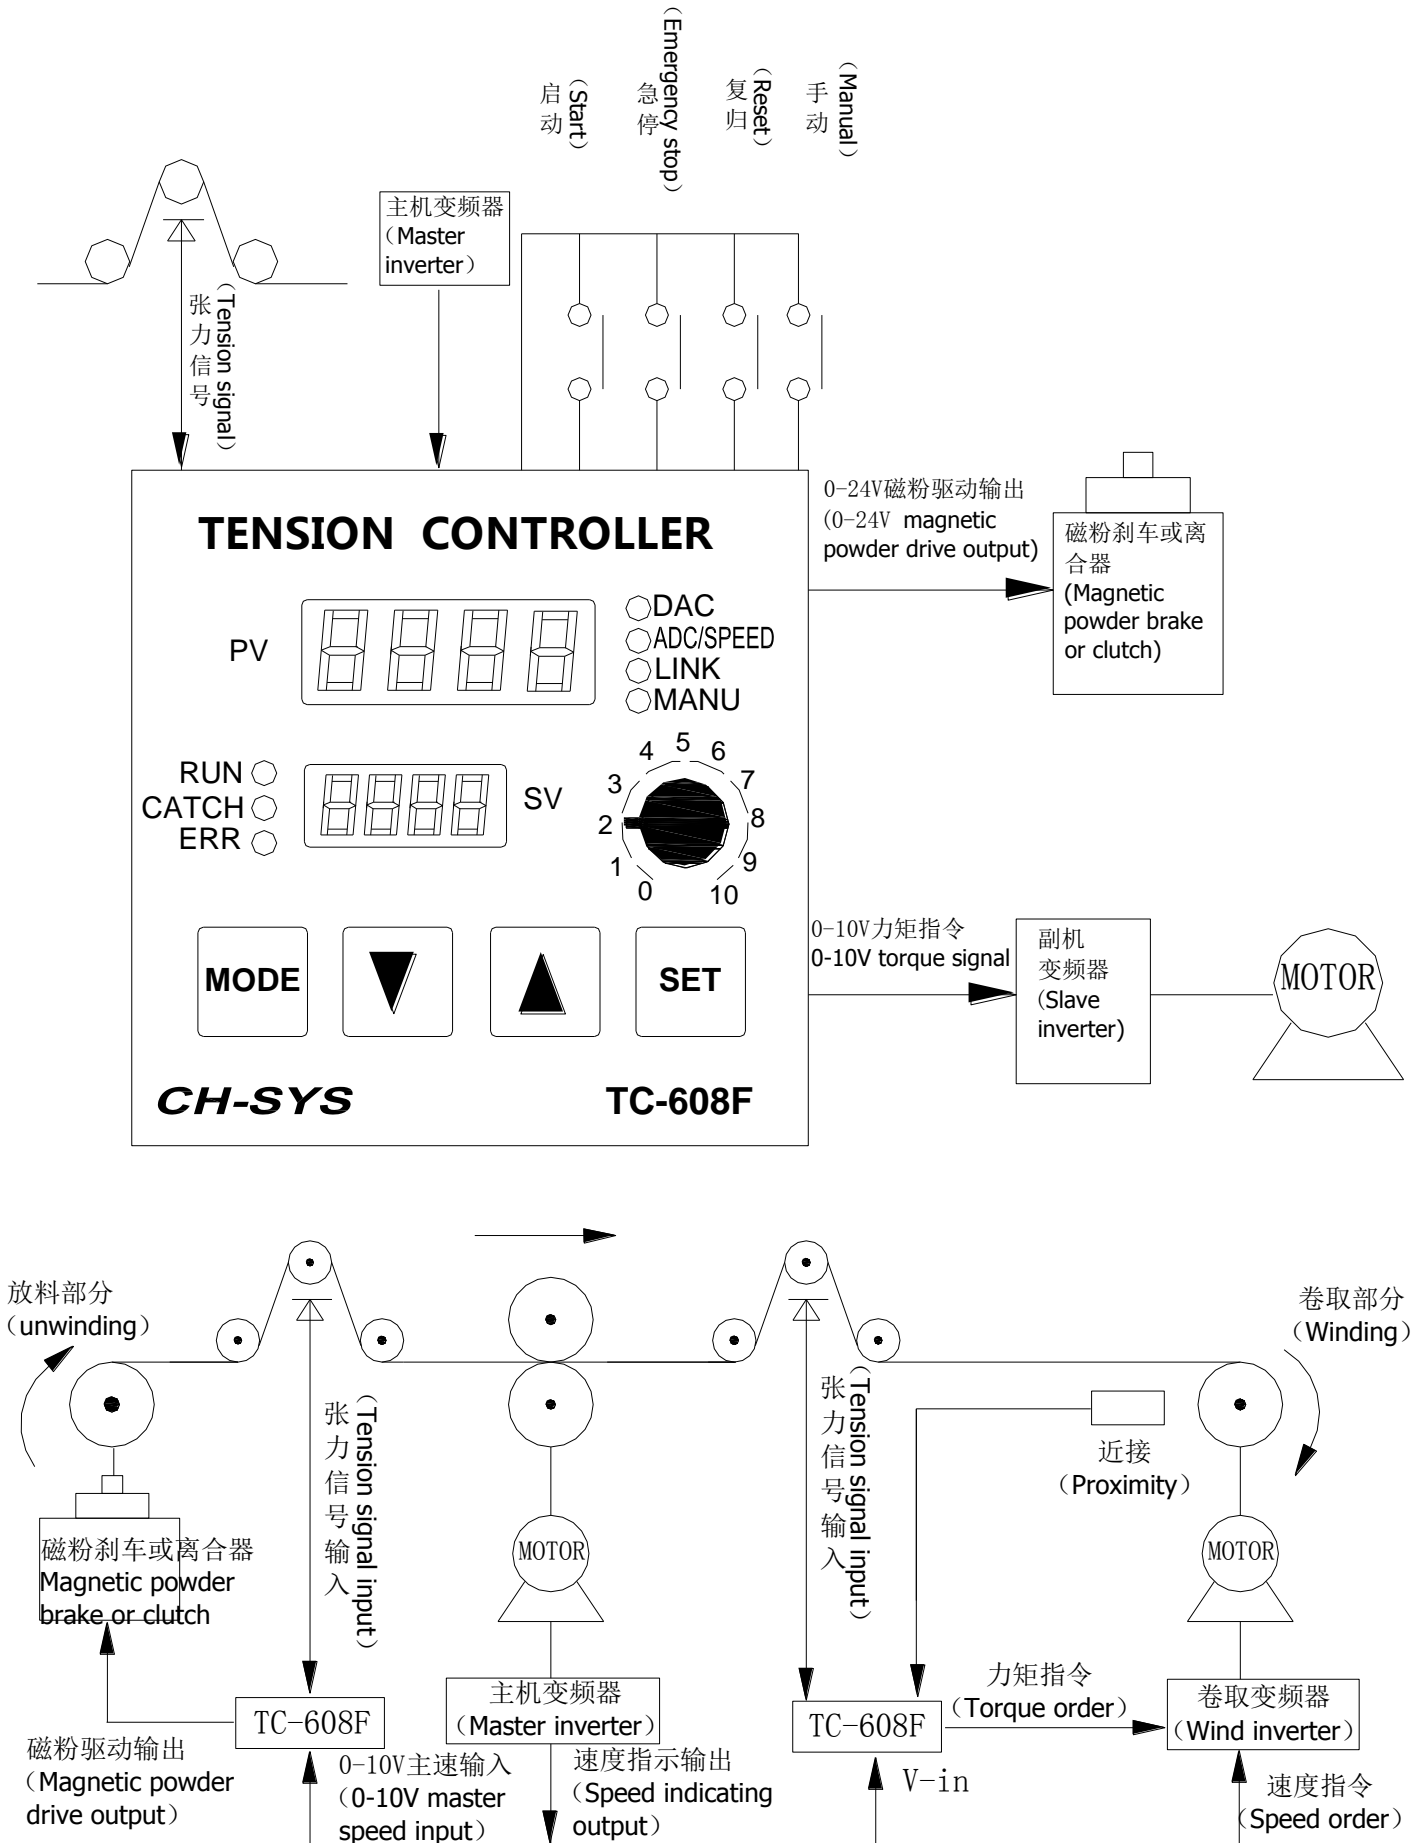 启动
(Start)
急停
(Emergency stop)
复归
(Reset)
手动
(Manual)
主机变频器
(Master
inverter)
张力信号
(Tension signal)
TENSION CONTROLLER
PV
DAC
ADC/SPEED
LINK
MANU
RUN
CATCH
ERR
SV
0
1
2
3
4
5
6
7
8
9
10
MODE
SET
CH-SYS
TC-608F
0-24V磁粉驱动输出
(0-24V magnetic
powder drive output)
磁粉刹车或离
合器
(Magnetic
powder brake
or clutch)
0-10V力矩指令
0-10V torque signal
副机
变频器
(Slave
inverter)
MOTOR
放料部分
(unwinding)
卷取部分
(Winding)
张力信号输入
(Tension signal input)
张力信号输入
(Tension signal input)
近接
(Proximity)
磁粉刹车或离合器
Magnetic powder
brake or clutch
MOTOR
MOTOR
TC-608F
主机变频器
(Master inverter)
TC-608F
力矩指令
(Torque order)
卷取变频器
(Wind inverter)
磁粉驱动输出
(Magnetic powder
drive output)
0-10V主速输入
(0-10V master
speed input)
速度指示输出
(Speed indicating
output)
V-in
速度指令
(Speed order)